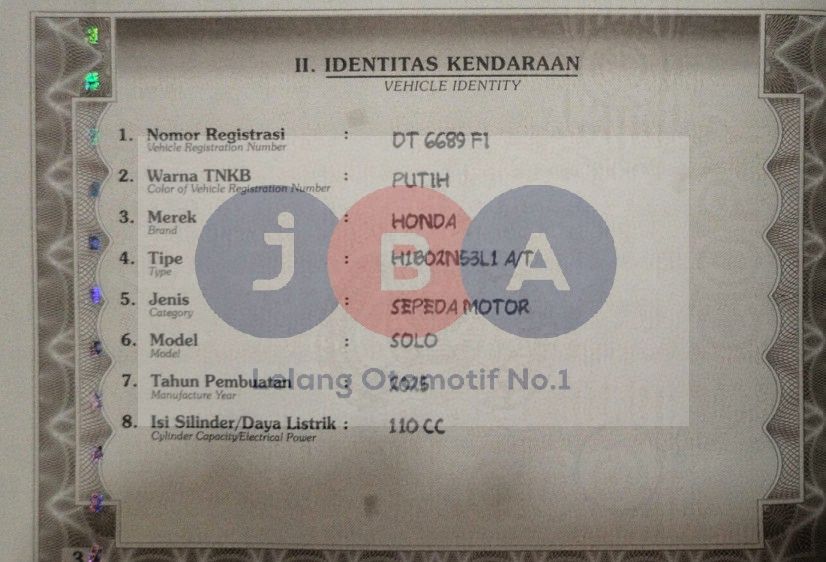 II. IDENTITAS KENDARAAN
VEHICLE IDENTITY
1. Nomor Registrasi : DT 6689 FI
Vehicle Registration Number
2. Warna TNKB : PUTIH
Color of Vehicle Registration Number
3. Merek : HONDA
Brand
4. Tipe : H1B02N53L1 A/T
Type
5. Jenis : SEPEDA MOTOR
Category
6. Model : SOLO
Model
7. Tahun Pembuatan : 2025
Manufacture Year
8. Isi Silinder/Daya Listrik : 110 CC
Cylinder Capacity/Electrical Power
jBA
Lelang Otomotif No.1
3